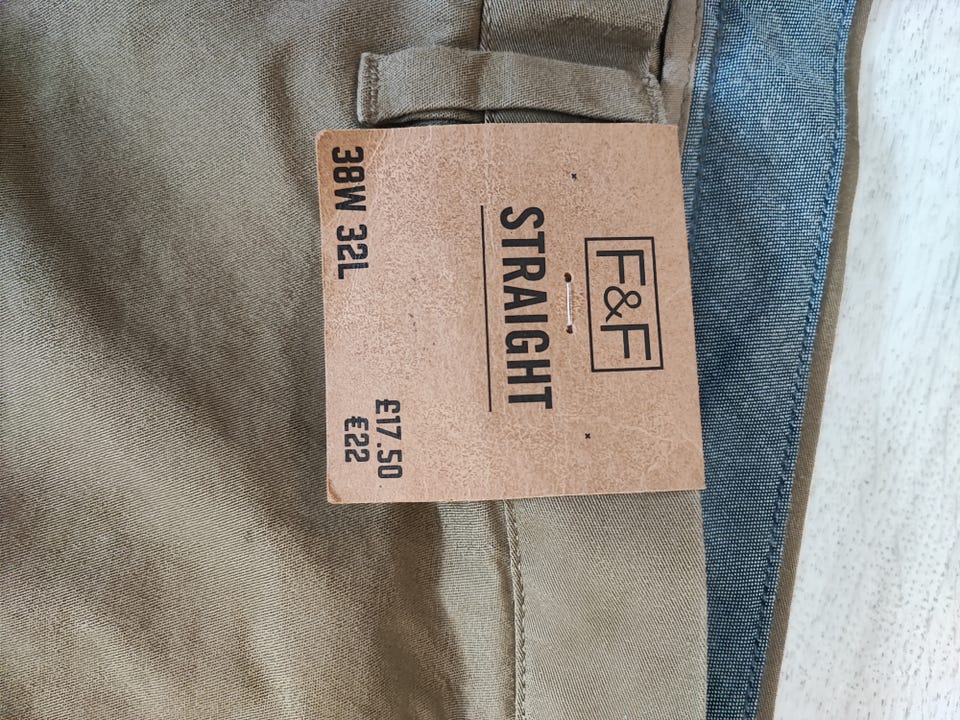 F&F
STRAIGHT
38W 32L
£17.50
€22